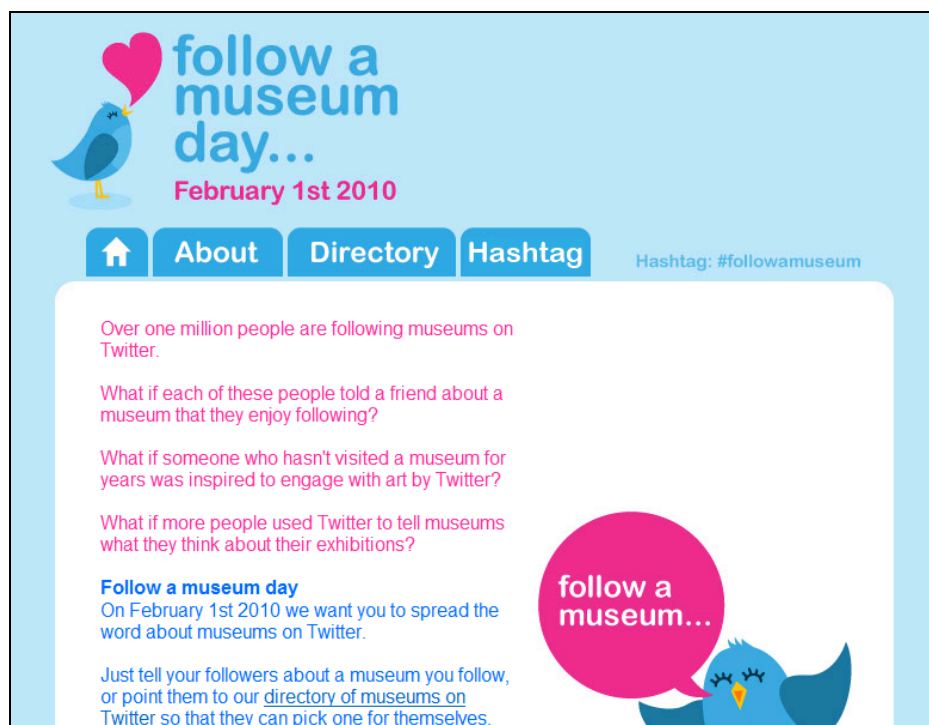 follow a
museum
day...
February 1st 2010
About
Directory
Hashtag
Hashtag: #followamuseum
Over one million people are following museums on
Twitter.
What if each of these people told a friend about a
museum that they enjoy following?
What if someone who hasn't visited a museum for
years was inspired to engage with art by Twitter?
What if more people used Twitter to tell museums
what they think about their exhibitions?
Follow a museum day
On February 1st 2010 we want you to spread the
word about museums on Twitter.
Just tell your followers about a museum you follow,
or point them to our directory of museums on
Twitter so that they can pick one for themselves.
follow a
museum...